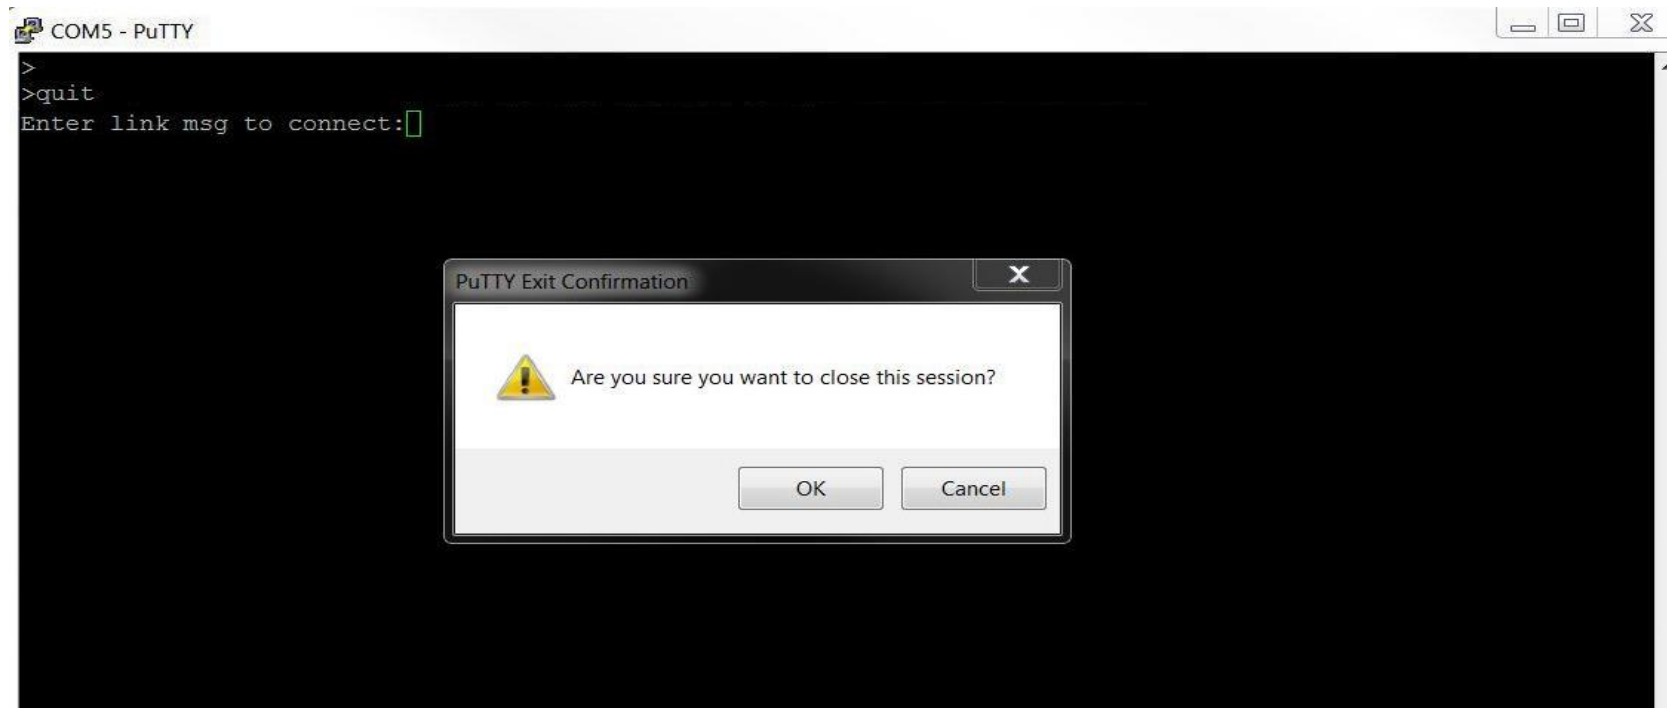 COM5 - PuTTY
>
>quit
Enter link msg to connect:
PuTTY Exit Confirmation
Are you sure you want to close this session?
OK Cancel